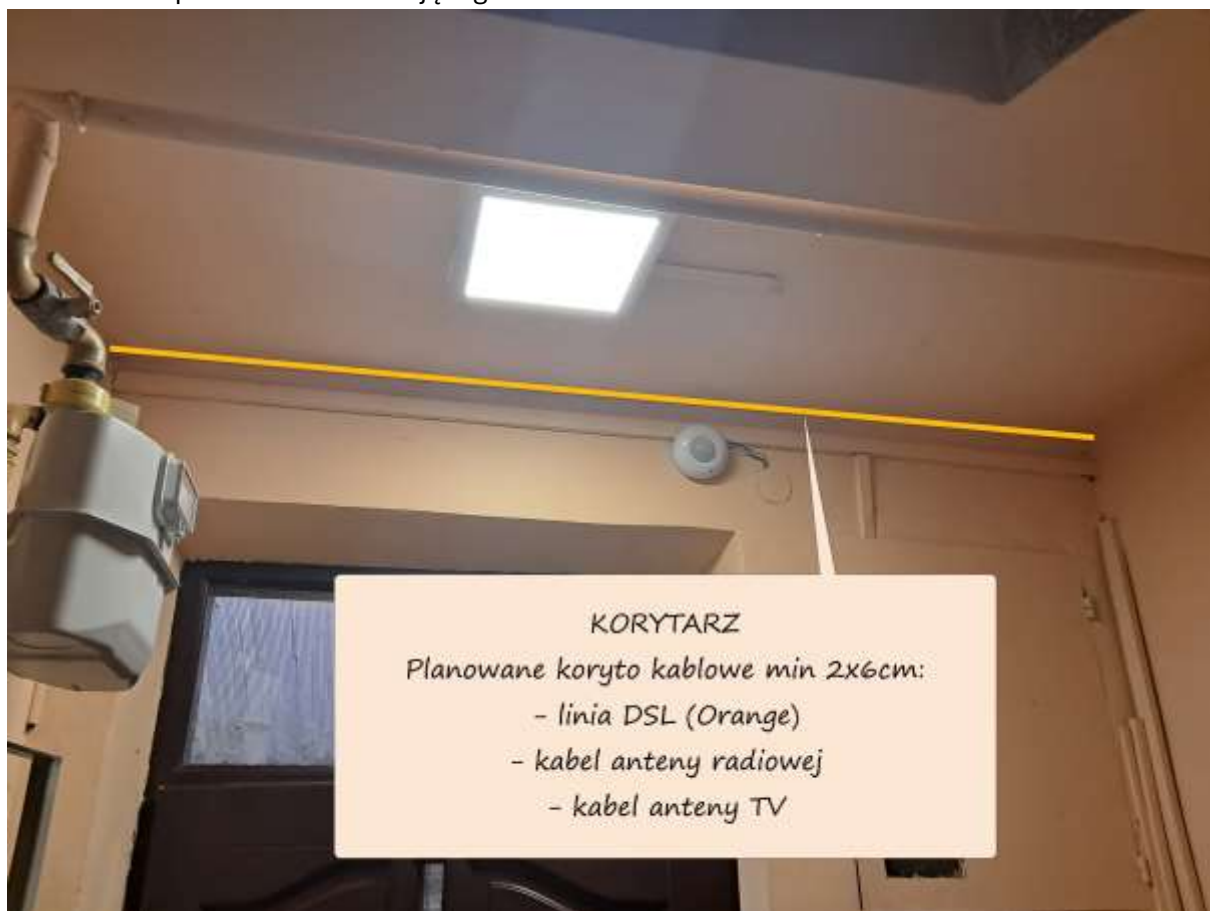 KORYTARZ
Planowane koryto kablowe min 2x6cm:
- linia DSL (Orange)
- kabel anteny radiowej
- kabel anteny TV